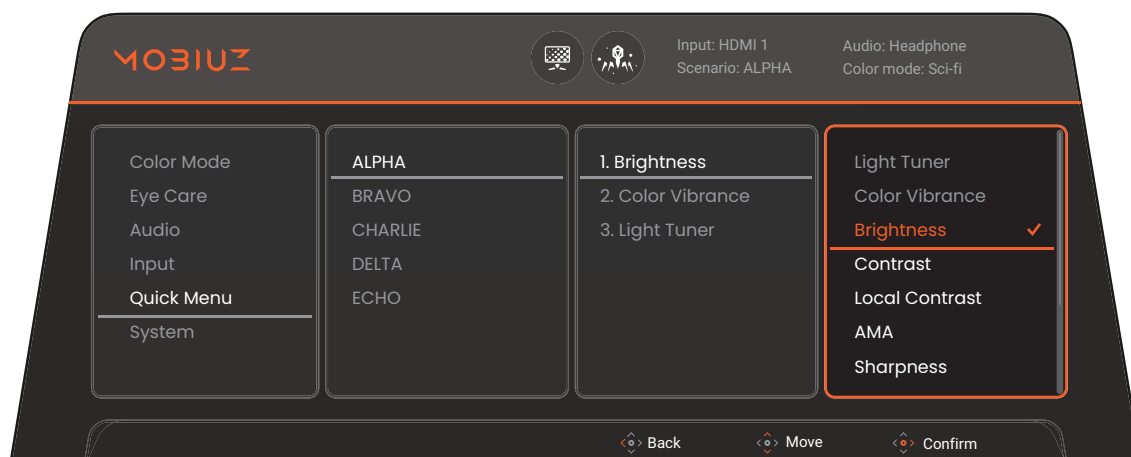 MOBIUZ
Input: HDMI 1
Scenario: ALPHA
Audio: Headphone
Color mode: Sci-fi
Color Mode
Eye Care
Audio
Input
Quick Menu
System
ALPHA
BRAVO
CHARLIE
DELTA
ECHO
1. Brightness
2. Color Vibrance
3. Light Tuner
Light Tuner
Color Vibrance
Brightness
Contrast
Local Contrast
AMA
Sharpness
Back
Move
Confirm